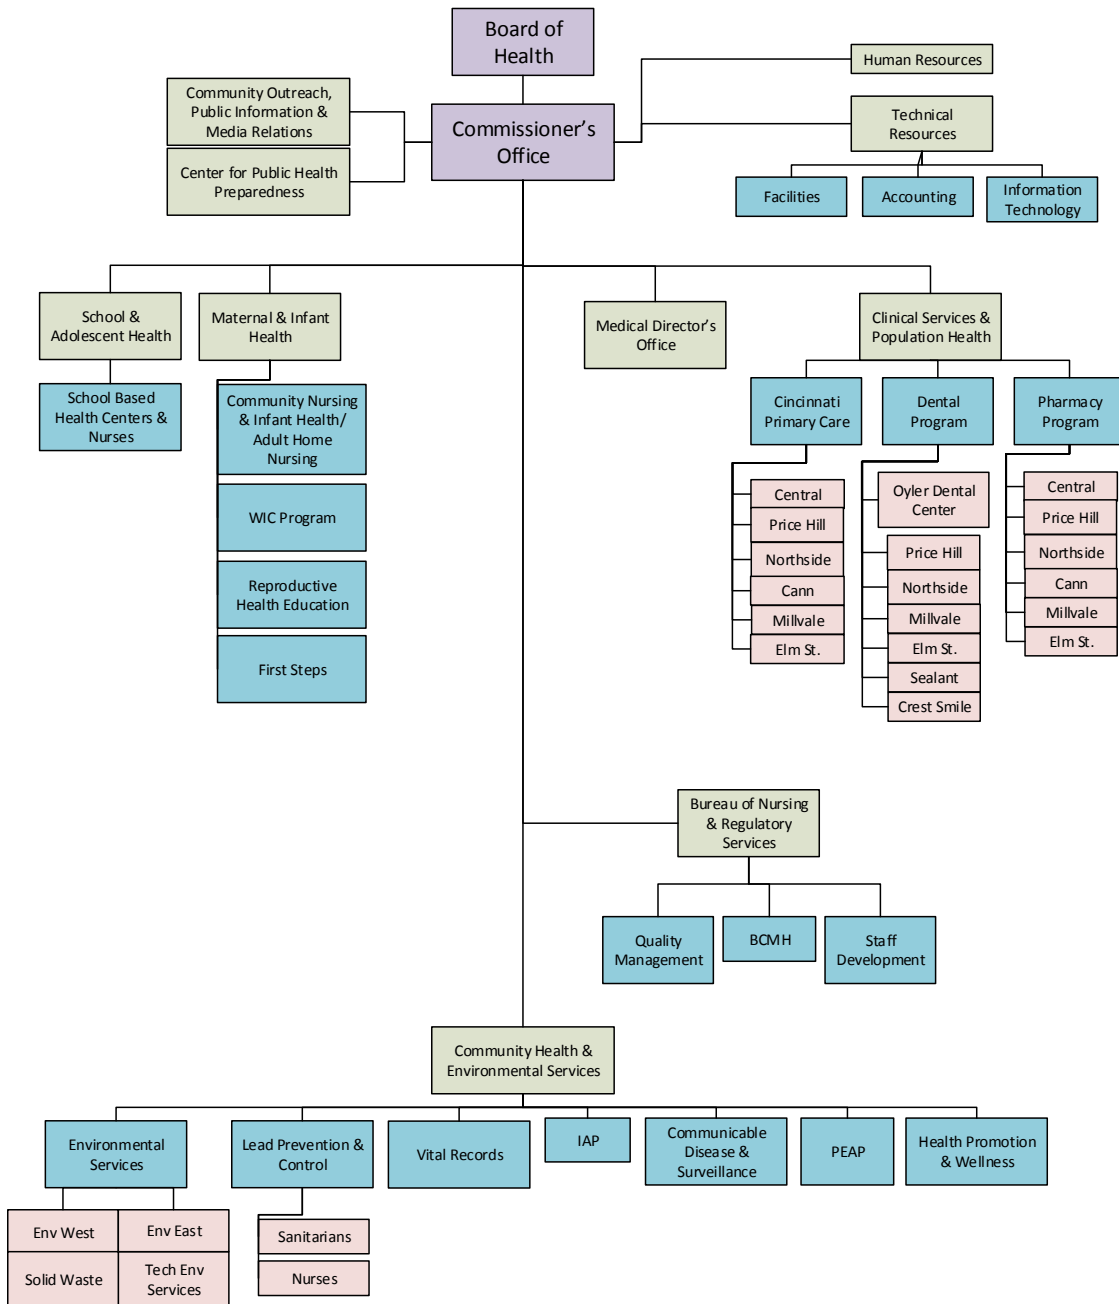 Board of
Health
Human Resources
Community Outreach,
Public Information &
Media Relations
Commissioner's
Office
Technical
Resources
Center for Public Health
Preparedness
Facilities
Accounting
Information
Technology
School &
Adolescent Health
Maternal & Infant
Health
Medical Director's
Office
Clinical Services &
Population Health
School Based
Health Centers &
Nurses
Community Nursing
& Infant Health/
Adult Home
Nursing
WIC Program
Reproductive
Health Education
First Steps
Cincinnati
Primary Care
Central
Price Hill
Northside
Cann
Millvale
Elm St.
Dental
Program
Oyler Dental
Center
Price Hill
Northside
Millvale
Elm St.
Sealant
Crest Smile
Pharmacy
Program
Central
Price Hill
Northside
Cann
Millvale
Elm St.
Bureau of Nursing
& Regulatory
Services
Quality
Management
BCMH
Staff
Development
Community Health &
Environmental Services
Environmental
Services
Lead Prevention &
Control
Vital Records
IAP
Communicable
Disease &
Surveillance
PEAP
Health Promotion
& Wellness
Env West
Env East
Solid Waste
Tech Env
Services
Sanitarians
Nurses